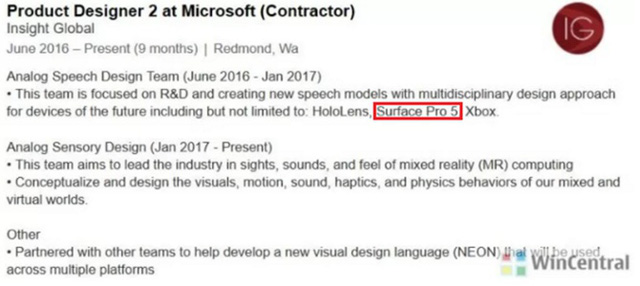 Product Designer 2 at Microsoft (Contractor)
Insight Global
IG
June 2016 – Present (9 months) | Redmond, Wa
Analog Speech Design Team (June 2016 - Jan 2017)
• This team is focused on R&D and creating new speech models with multidisciplinary design approach
for devices of the future including but not limited to: HoloLens, Surface Pro 5, Xbox.
Analog Sensory Design (Jan 2017 - Present)
• This team aims to lead the industry in sights, sounds, and feel of mixed reality (MR) computing
• Conceptualize and design the visuals, motion, sound, haptics, and physics behaviors of our mixed and
virtual worlds.
Other
• Partnered with other teams to help develop a new visual design language (NEON) that will be used
across multiple platforms
WinCentral